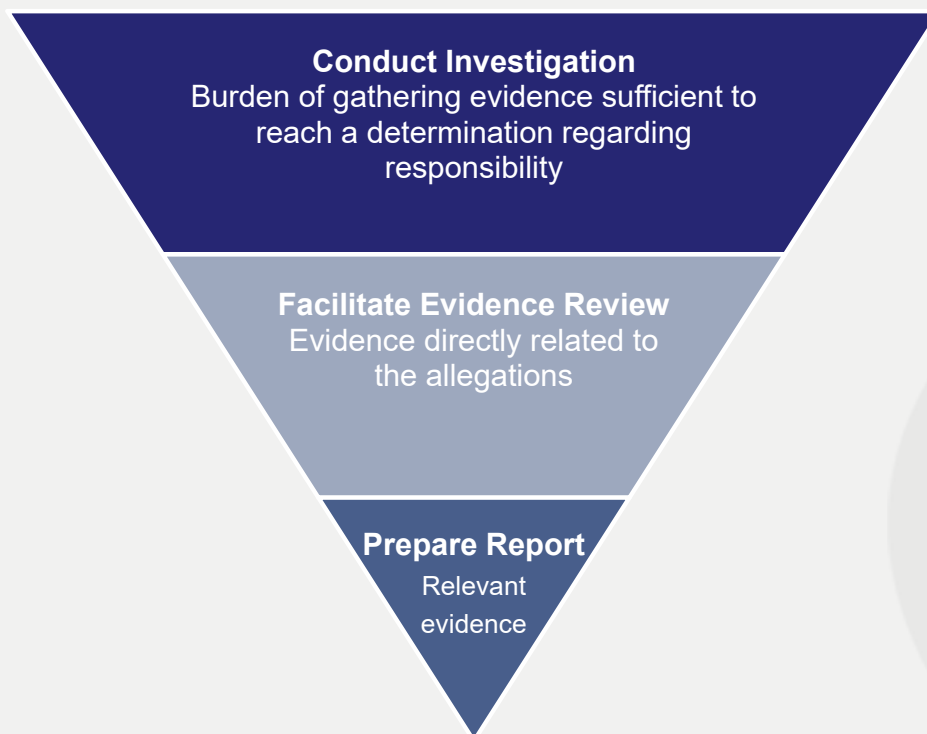 Conduct Investigation
Burden of gathering evidence sufficient to
reach a determination regarding
responsibility
Facilitate Evidence Review
Evidence directly related to
the allegations
Prepare Report
Relevant
evidence